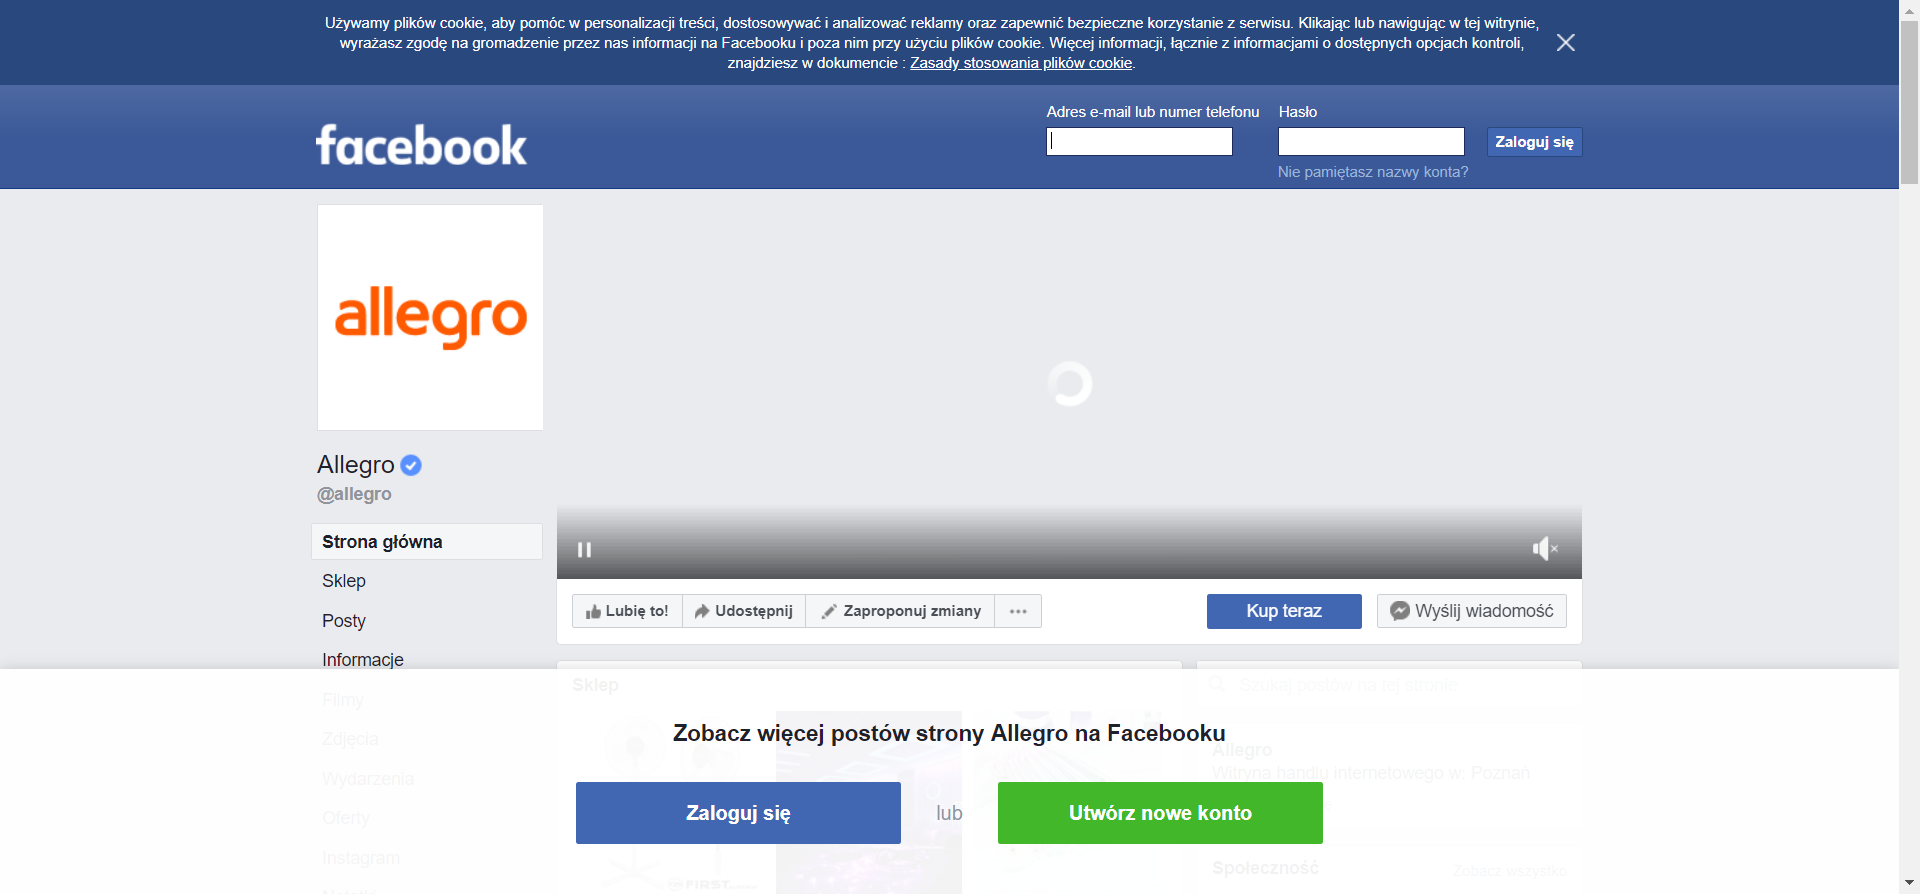 Używamy plików cookie, aby pomóc w personalizacji treści, dostosowywać i analizować reklamy oraz zapewnić bezpieczne korzystanie z serwisu. Klikając lub nawigując w tej witrynie,
wyrażasz zgodę na gromadzenie przez nas informacji na Facebooku i poza nim przy użyciu plików cookie. Więcej informacji, łącznie z informacjami o dostępnych opcjach kontroli,
znajdziesz w dokumencie : Zasady stosowania plików cookie.
facebook
Adres e-mail lub numer telefonu
Hasło
Zaloguj się
Nie pamiętasz nazwy konta?
allegro
Allegro
@allegro
Strona główna
Sklep
Posty
Informacje
Filmy
Zdjęcia
Wydarzenia
Oferty
Instagram
Lubię to!
Udostępnij
Zaproponuj zmiany
Kup teraz
Wyślij wiadomość
Sklep
Szukaj postów na tej stronie
Zobacz więcej postów strony Allegro na Facebooku
Allegro
Witryna handlu internetowego w: Poznań
Zaloguj się
lub
Utwórz nowe konto
FIRST
Społeczność
Zobacz wszystko